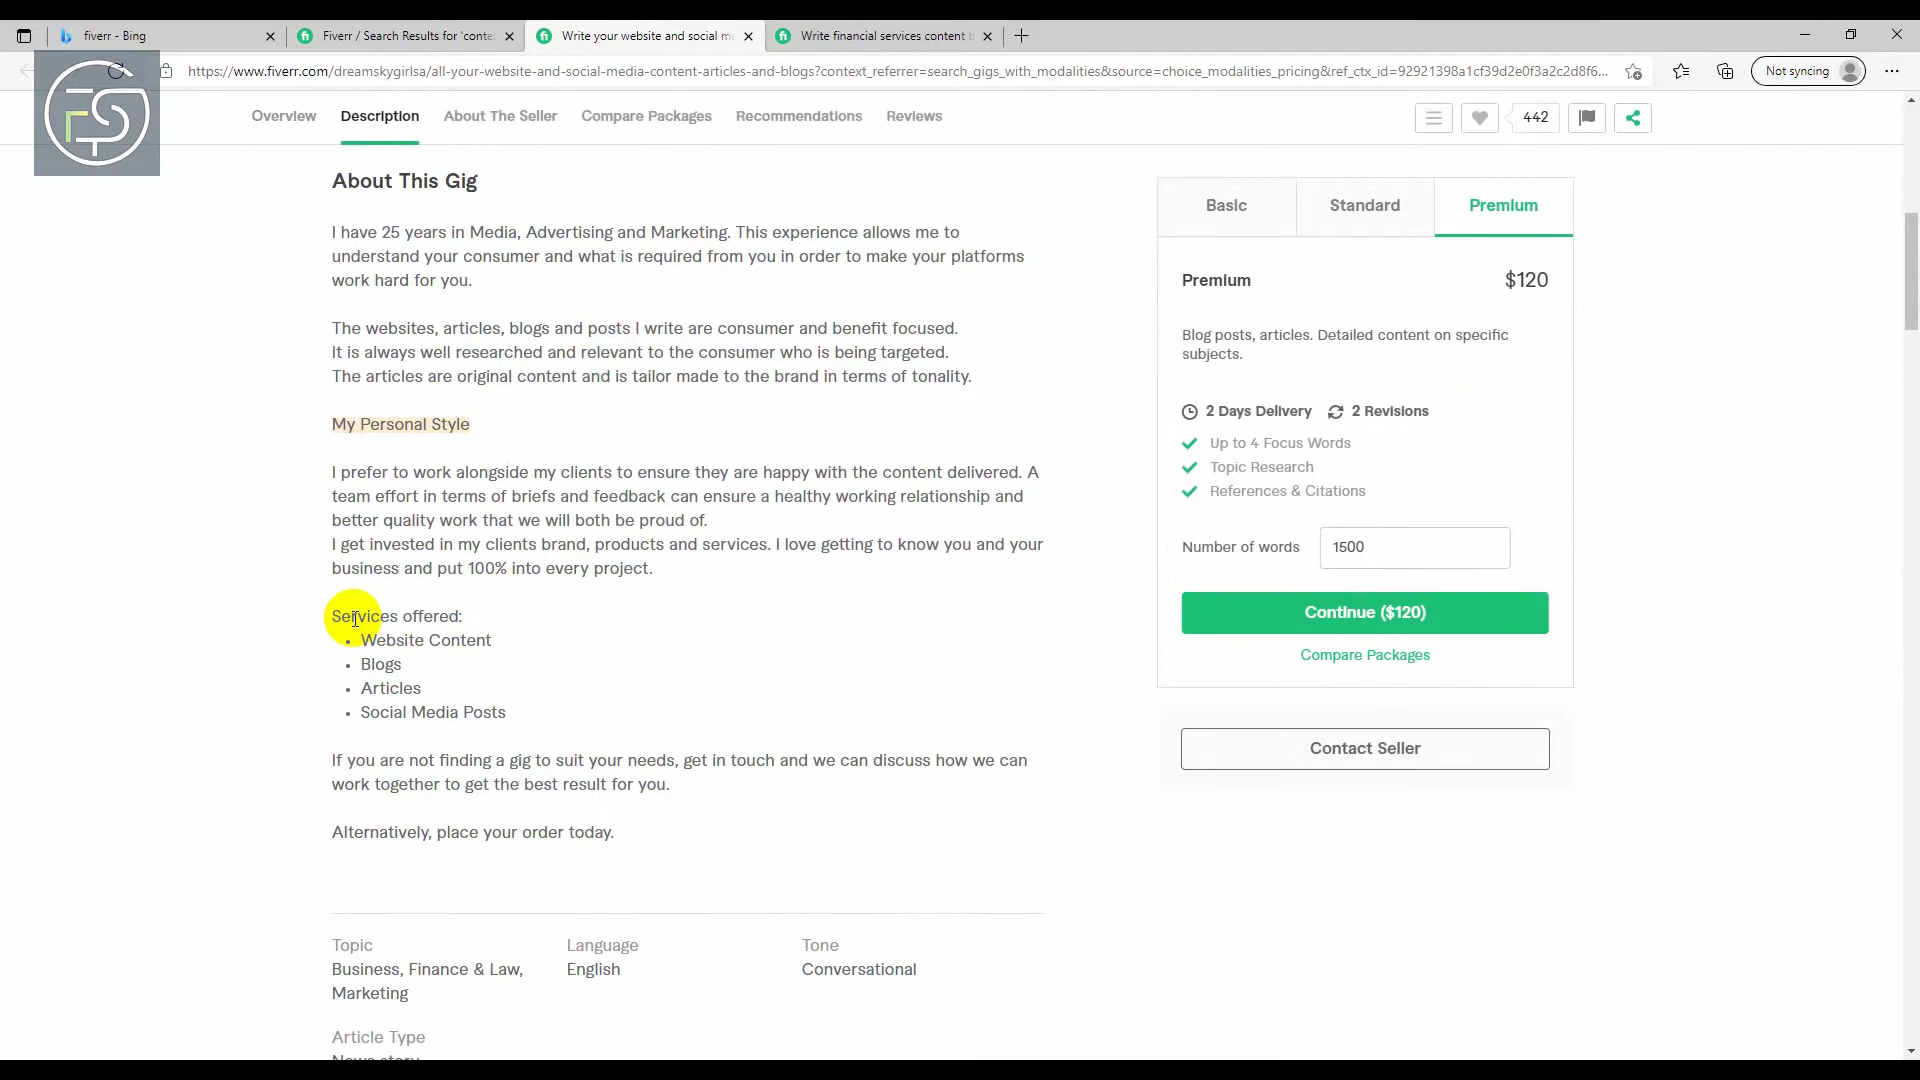 fiverr - Bing
Fiverr / Search Results for 'conte
Write your website and social me
Write financial services content b
https://www.fiverr.com/dreamskygirlsa/all-your-website-and-social-media-content-articles-and-blogs?context_referrer=search_gigs_with_modalities&source=choice_modalities_pricing&ref_ctx_id=92921398a1cf39d2e0f3a2c2d8f6...
Not syncing
Overview
Description
About The Seller
Compare Packages
Recommendations
Reviews
442
About This Gig
I have 25 years in Media, Advertising and Marketing. This experience allows me to
understand your consumer and what is required from you in order to make your platforms
work hard for you.
The websites, articles, blogs and posts I write are consumer and benefit focused.
It is always well researched and relevant to the consumer who is being targeted.
The articles are original content and is tailor made to the brand in terms of tonality.
My Personal Style
I prefer to work alongside my clients to ensure they are happy with the content delivered. A
team effort in terms of briefs and feedback can ensure a healthy working relationship and
better quality work that we will both be proud of.
I get invested in my clients brand, products and services. I love getting to know you and your
business and put 100% into every project.
Services offered:
• Website Content
• Blogs
• Articles
• Social Media Posts
If you are not finding a gig to suit your needs, get in touch and we can discuss how we can
work together to get the best result for you.
Alternatively, place your order today.
Topic
Business, Finance & Law,
Marketing
Language
English
Tone
Conversational
Article Type
News story
Basic
Standard
Premium
Premium
$120
Blog posts, articles. Detailed content on specific
subjects.
2 Days Delivery
2 Revisions
Up to 4 Focus Words
Topic Research
References & Citations
Number of words
1500
Continue ($120)
Compare Packages
Contact Seller